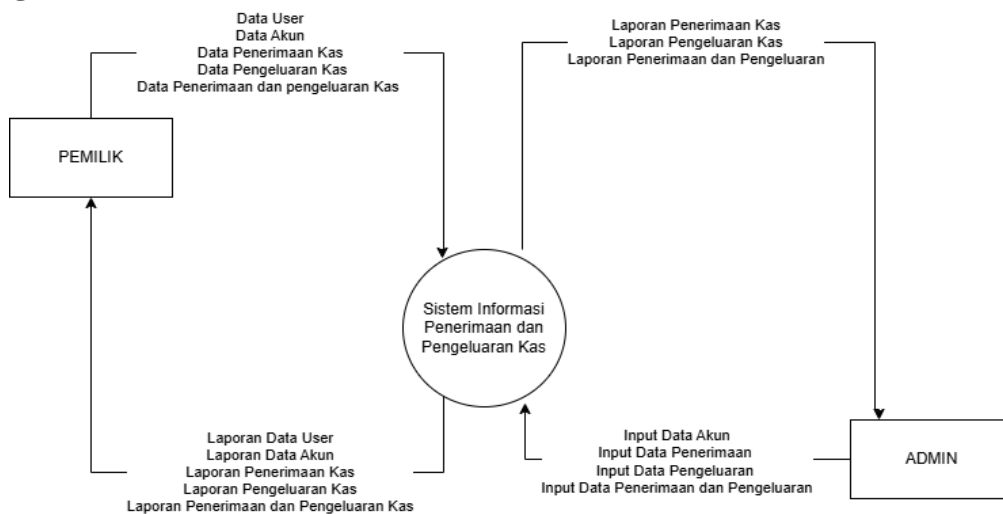 Data User
Data Akun
Data Penerimaan Kas
Data Pengeluaran Kas
Data Penerimaan dan pengeluaran Kas
Laporan Penerimaan Kas
Laporan Pengeluaran Kas
Laporan Penerimaan dan Pengeluaran
PEMILIK
Sistem Informasi
Penerimaan dan
Pengeluaran Kas
Laporan Data User
Laporan Data Akun
Laporan Penerimaan Kas
Laporan Pengeluaran Kas
Laporan Penerimaan dan Pengeluaran Kas
Input Data Akun
Input Data Penerimaan
Input Data Pengeluaran
Input Data Penerimaan dan Pengeluaran
ADMIN